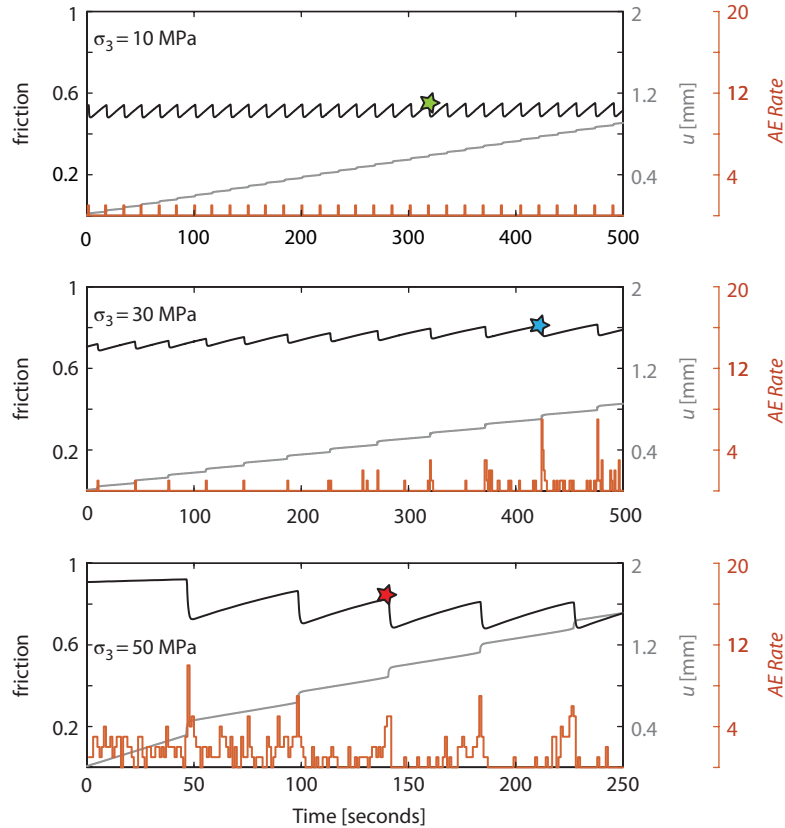 1 2 20
σ3 = 10 MPa
0.6 1.2 12
friction u [mm] AE Rate
0.2 0.4 4
0 100 200 300 400 500
1 2 20
σ3 = 30 MPa
0.6 1.2 12
friction u [mm] AE Rate
0.2 0.4 4
0 100 200 300 400 500
1 2 20
0.6 1.2 12
σ3 = 50 MPa
friction u [mm] AE Rate
0.2 0.4 4
0 50 100 150 200 250
Time [seconds]